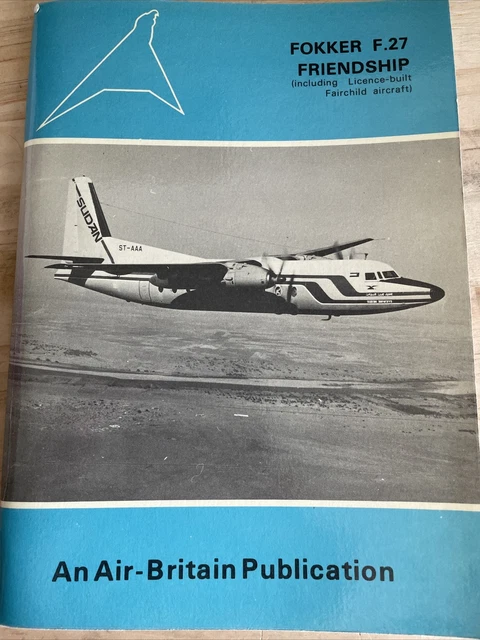 FOKKER F.27
FRIENDSHIP
(including Licence-built
Fairchild aircraft)
SUDAN
ST-AAA
An Air-Britain Publication